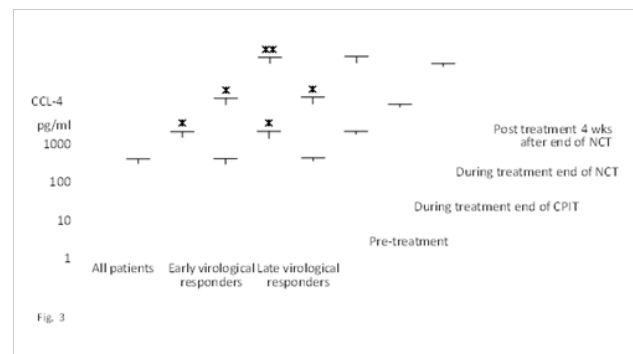 **
* *
CCL-4
pg/ml
* *
1000
100
10
1
Post treatment 4 wks
after end of NCT
During treatment end of NCT
During treatment end of CPIT
Pre-treatment
All patients
Early virological
responders
Late virological
responders
Fig. 3